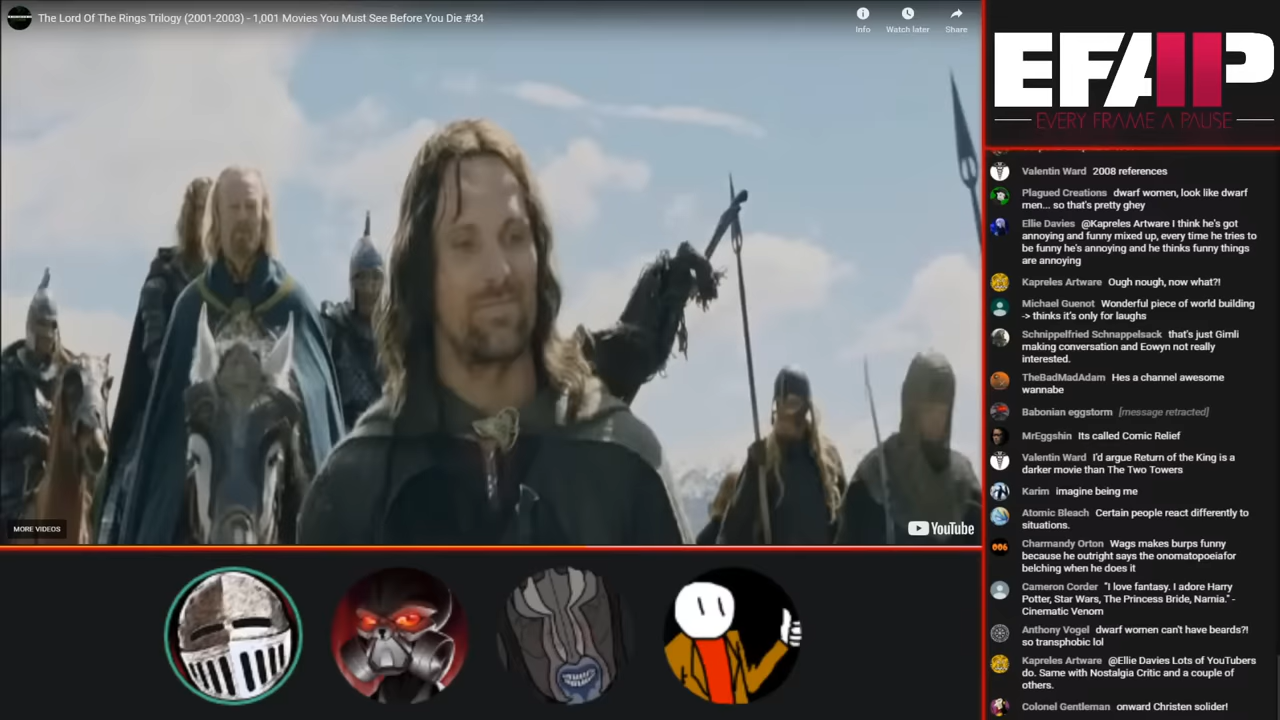 The Lord Of The Rings Trilogy (2001-2003) - 1,001 Movies You Must See Before You Die #34
Info
Watch later
Share
MORE VIDEOS
YouTube
EFAP
EVERY FRAME A PAUSE
Valentin Ward 2008 references
Plagued Creations dwarf women, look like dwarf
men... so that's pretty ghey
Ellie Davies @Kapreles Artware I think he's got
annoying and funny mixed up, every time he tries to
be funny he's annoying and he thinks funny things
are annoying
Kapreles Artware Ough nough, now what?!
Michael Guenot Wonderful piece of world building
-> thinks it's only for laughs
Schnippelfried Schnappelsack that's just Gimli
making conversation and Eowyn not really
interested.
TheBadMadAdam Hes a channel awesome
wannabe
Babonian eggstorm [message retracted]
MrEggshin Its called Comic Relief
Valentin Ward I'd argue Return of the King is a
darker movie than The Two Towers
Karim imagine being me
Atomic Bleach Certain people react differently to
situations.
006
Charmandy Orton Wags makes burps funny
because he outright says the onomatopoeiafor
belching when he does it
Cameron Corder "I love fantasy. I adore Harry
Potter, Star Wars, The Princess Bride, Narnia." -
Cinematic Venom
Anthony Vogel dwarf women can't have beards?!
so transphobic lol
Kapreles Artware @Ellie Davies Lots of YouTubers
do. Same with Nostalgia Critic and a couple of
others.
Colonel Gentleman onward Christen solider!